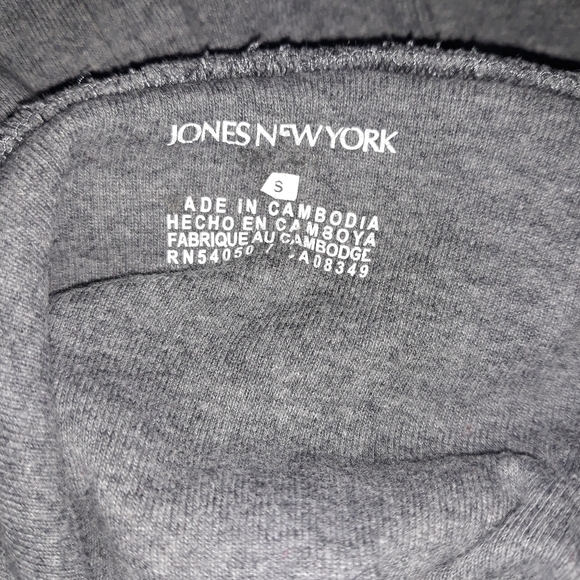 JONES NEW YORK
S
ADE IN CAMBODIA
HECHO EN CAMBOYA
FABRIQUE AU CAMBODGE
RN54050 / A08349